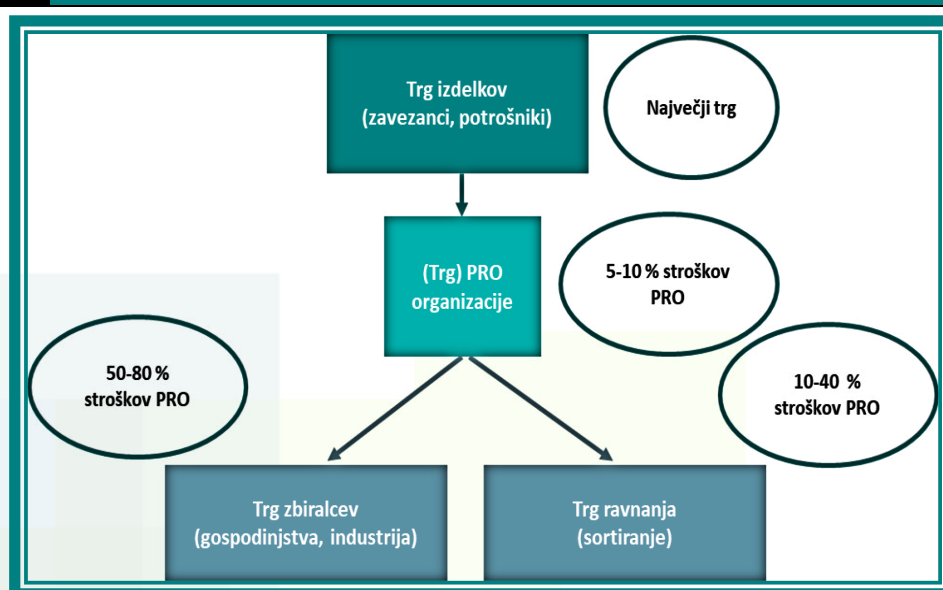 Trg izdelkov
(zavezanci, potrošniki)
Največji trg
(Trg) PRO
organizacije
5-10 % stroškov
PRO
50-80 %
stroškov PRO
10-40 %
stroškov PRO
Trg zbiralcev
(gospodinjstva, industrija)
Trg ravnanja
(sortiranje)